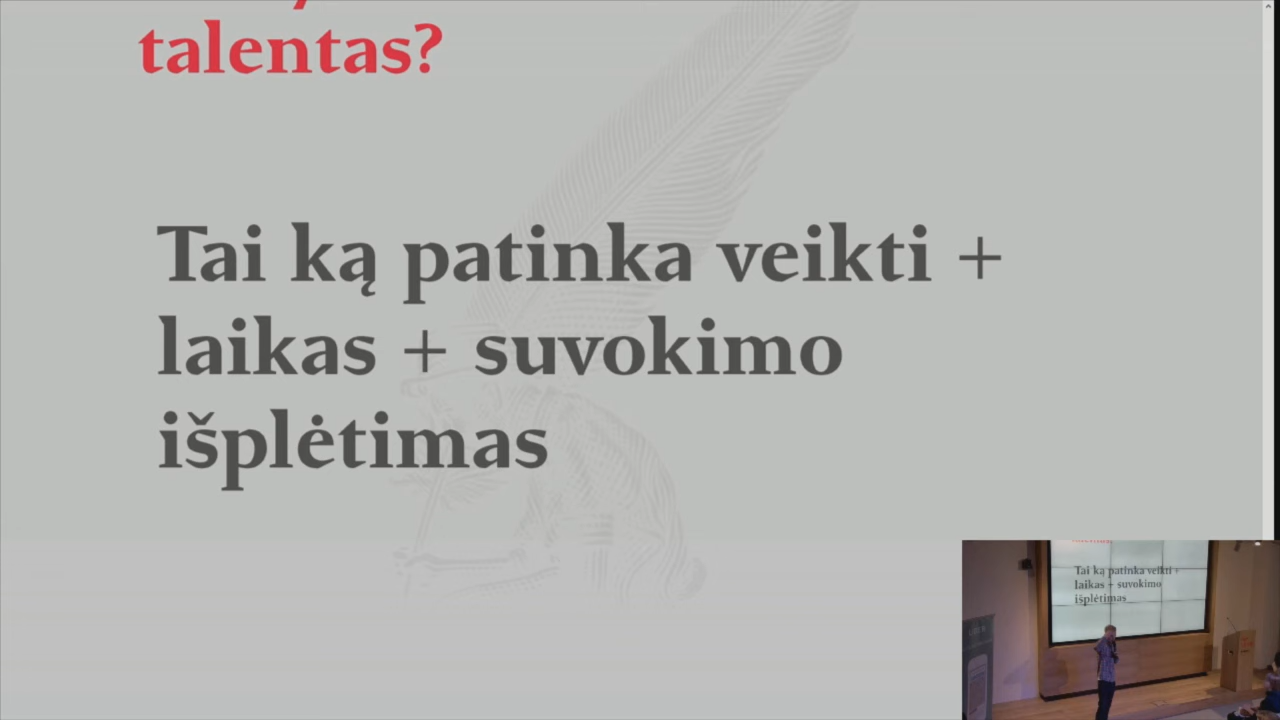 talentas?
Tai ką patinka veikti +
laikas + suvokimo
išplėtimas
Tai ką patinka veikti +
laikas + suvokimo
išplėtimas